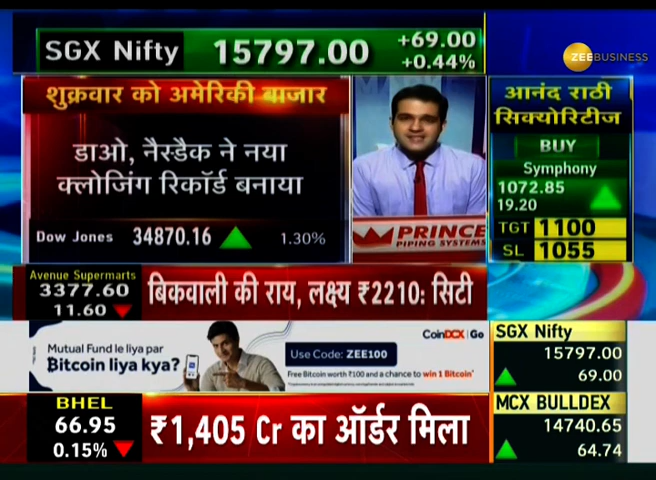 SGX Nifty 15797.00 +69.00
+0.44%
ZEEBUSINESS
शुक्रवार को अमेरिकी बाजार
डाओ, नैस्डैक ने नया
क्लोजिंग रिकॉर्ड बनाया
Dow Jones 34870.16 1.30%
PRINCE
PIPING SYSTEMS
आनंद राठी
सिक्योरिटीज
BUY
Symphony
1072.85
19.20
TGT 1100
SL 1055
Avenue Supermarts
3377.60
11.60
बिकवाली की राय, लक्ष्य ₹2210: सिटी
Mutual Fund le liya par
Bitcoin liya kya?
CoinDCX Go
Use Code: ZEE100
Free Bitcoin worth ₹100 and a chance to win 1 Bitcoin*
SGX Nifty
15797.00
69.00
BHEL
66.95
0.15%
₹1,405 Cr का ऑर्डर मिला
MCX BULLDEX
14740.65
64.74